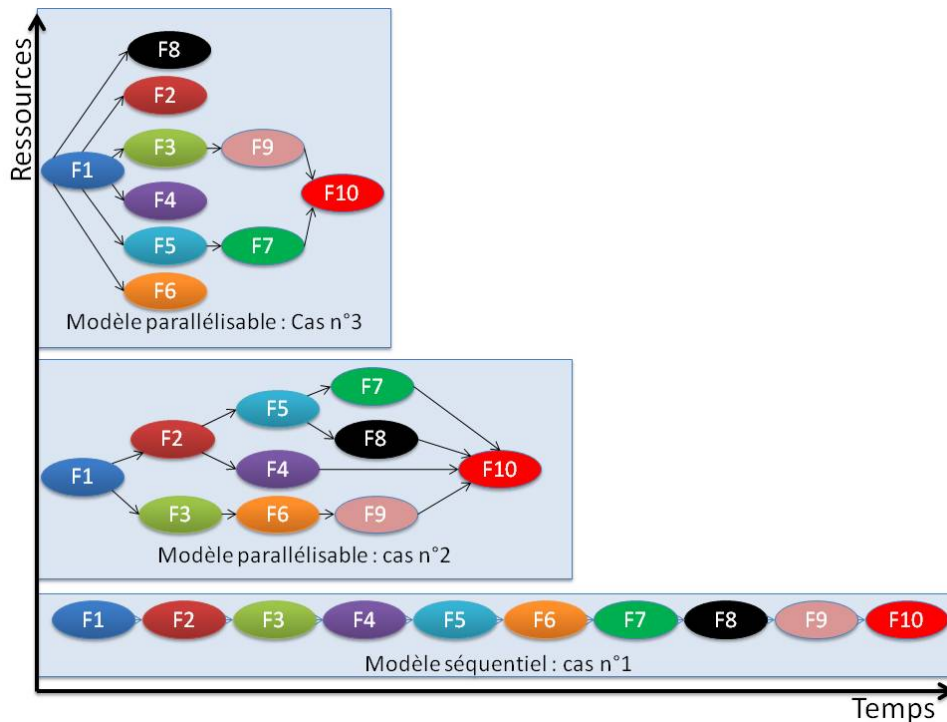 Ressources
F8
F2
F3 F9
F1
F10
F4
F5 F7
F6
Modèle parallélisable : Cas n°3
F7
F5
F2 F8
F1 F4 F10
F3 F6 F9
Modèle parallélisable : cas n°2
F1 F2 F3 F4 F5 F6 F7 F8 F9 F10
Modèle séquentiel : cas n°1
Temps